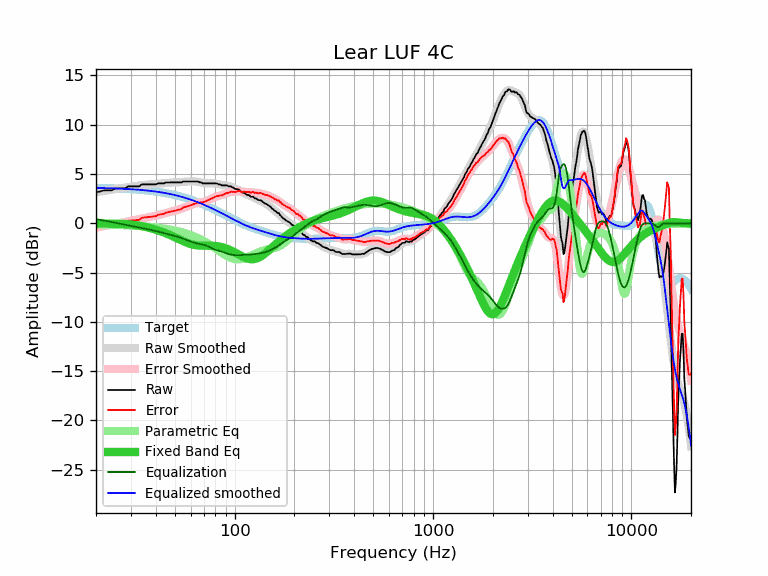 Lear LUF 4C
15
10
5
0
−5
−10
−15
−20
−25
Amplitude (dBr)
Target
Raw Smoothed
Error Smoothed
Raw
Error
Parametric Eq
Fixed Band Eq
Equalization
Equalized smoothed
100
1000
10000
Frequency (Hz)